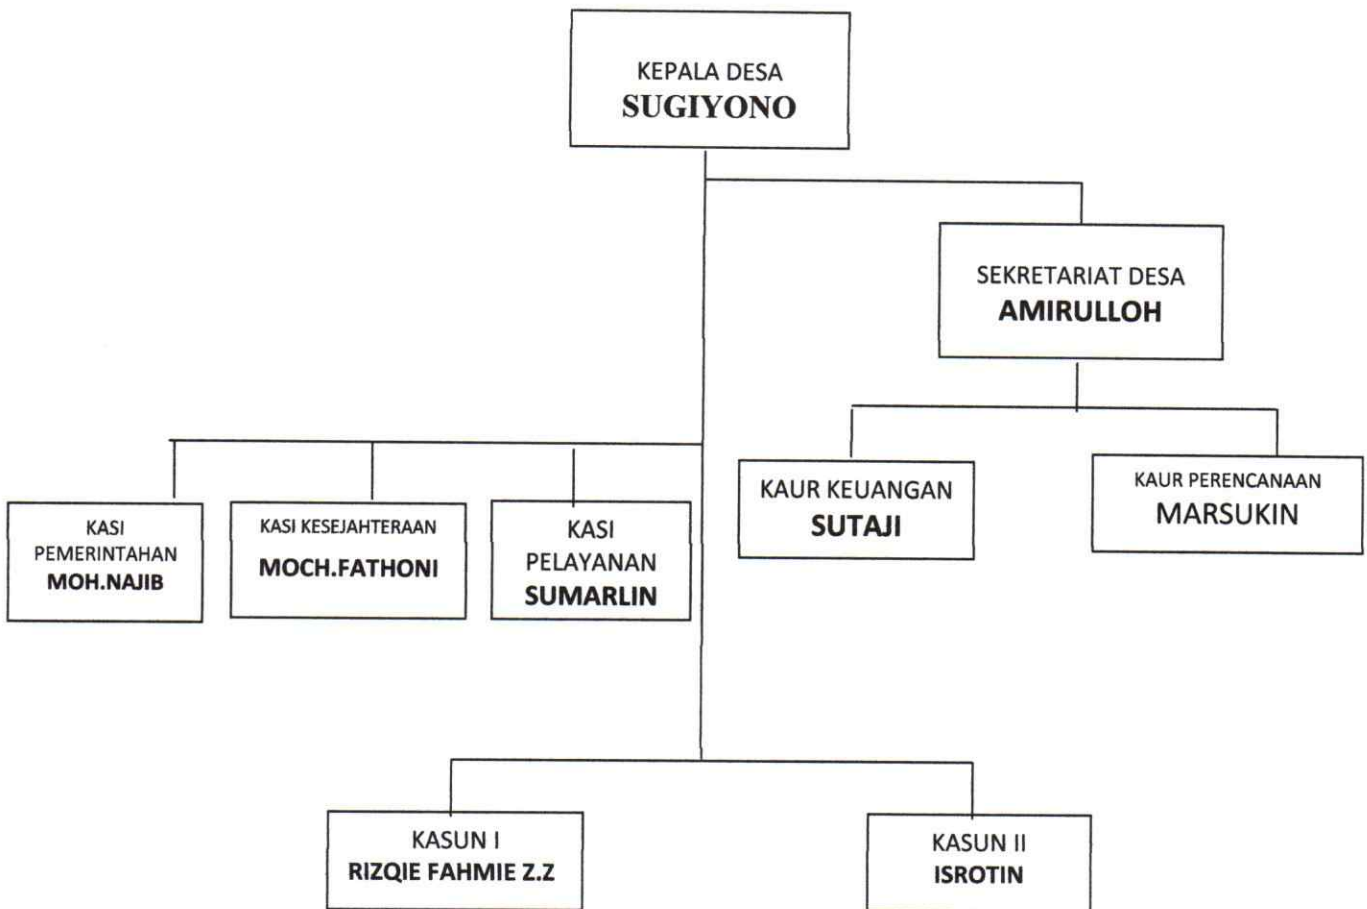 KEPALA DESA
SUGIYONO
SEKRETARIAT DESA
AMIRULLOH
KAUR KEUANGAN
SUTAJI
KAUR PERENCANAAN
MARSUKIN
KASI
PEMERINTAHAN
MOH.NAJIB
KASI KESEJAHTERAAN
MOCH.FATHONI
KASI
PELAYANAN
SUMARLIN
KASUN I
RIZQIE FAHMIE Z.Z
KASUN II
ISROTIN